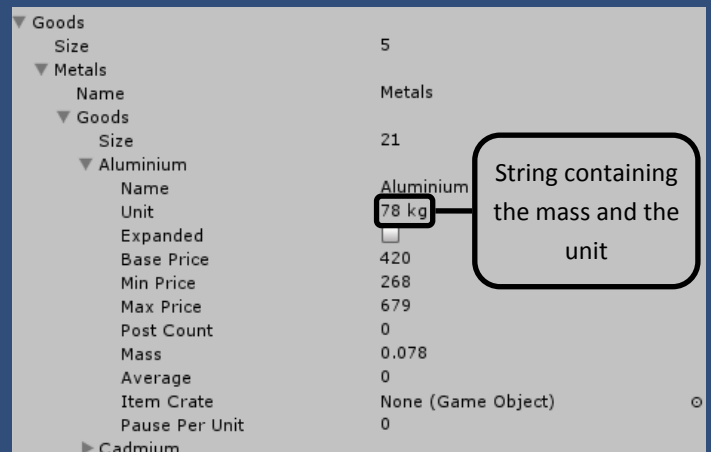 Goods
Size 5
Metals
Name Metals
Goods
Size 21
Aluminium
Name Aluminium
Unit 78 kg
Expanded
Base Price 420
Min Price 268
Max Price 679
Post Count 0
Mass 0.078
Average 0
Item Crate None (Game Object)
Pause Per Unit 0
Cadmium
String containing
the mass and the
unit